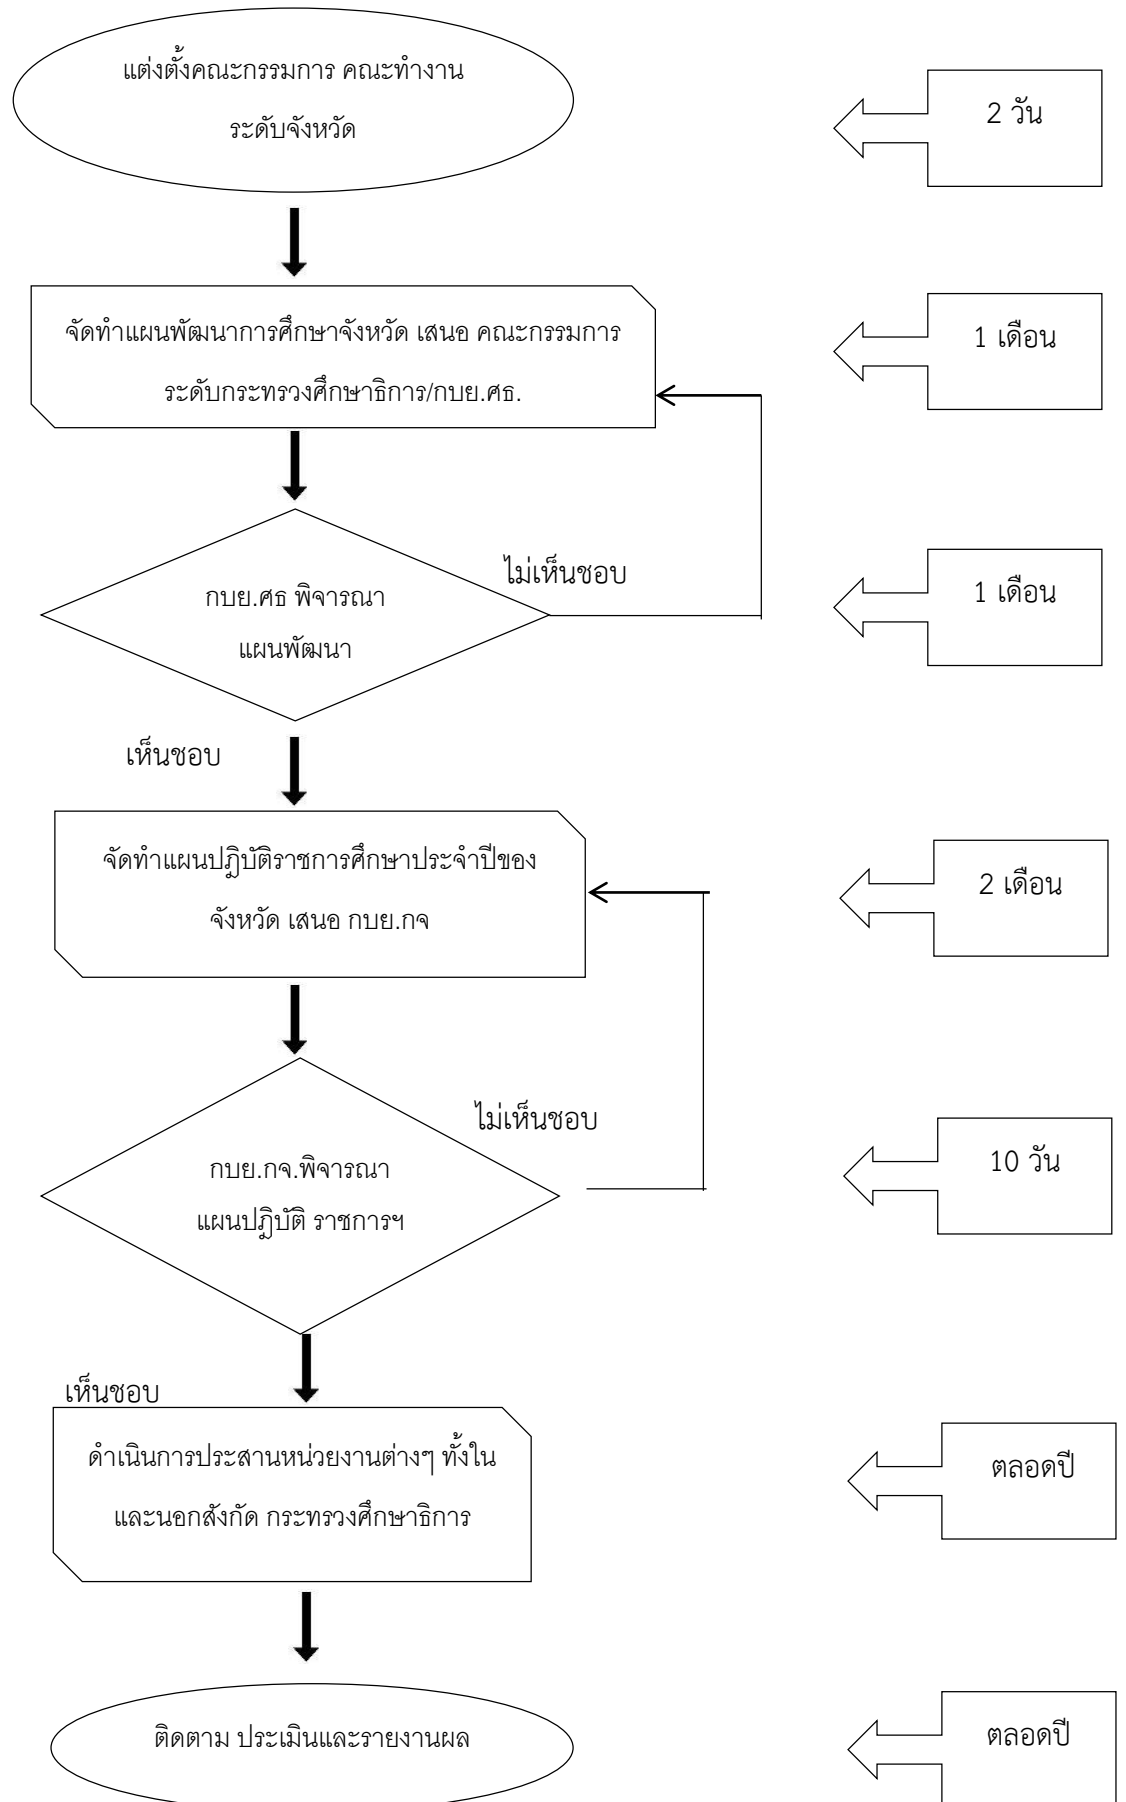 แต่งตั้งคณะกรรมการ คณะทำงาน
ระดับจังหวัด
2 วัน
จัดทำแผนพัฒนาการศึกษาจังหวัด เสนอ คณะกรรมการ
ระดับกระทรวงศึกษาธิการ/กบย.ศธ.
1 เดือน
ไม่เห็นชอบ
กบย.ศธ พิจารณา
แผนพัฒนา
1 เดือน
เห็นชอบ
จัดทำแผนปฏิบัติราชการศึกษาประจำปีของ
จังหวัด เสนอ กบย.กจ
2 เดือน
ไม่เห็นชอบ
กบย.กจ.พิจารณา
แผนปฏิบัติ ราชการฯ
10 วัน
เห็นชอบ
ดำเนินการประสานหน่วยงานต่างๆ ทั้งใน
และนอกสังกัด กระทรวงศึกษาธิการ
ตลอดปี
ติดตาม ประเมินและรายงานผล
ตลอดปี